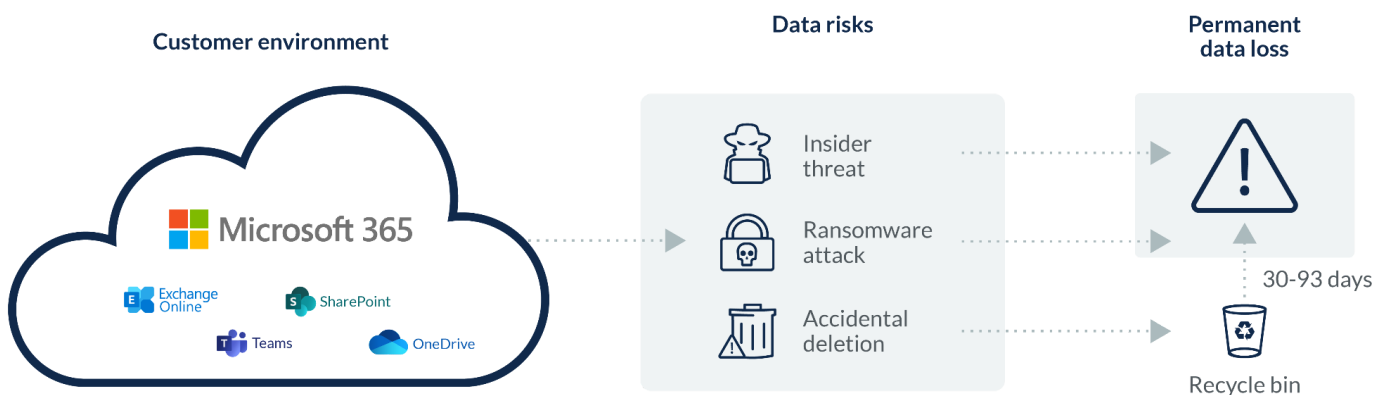 Customer environment
Microsoft 365
E
Exchange
Online
S
SharePoint
T
Teams
OneDrive
Data risks
Insider
threat
Ransomware
attack
Accidental
deletion
Permanent
data loss
30-93 days
Recycle bin